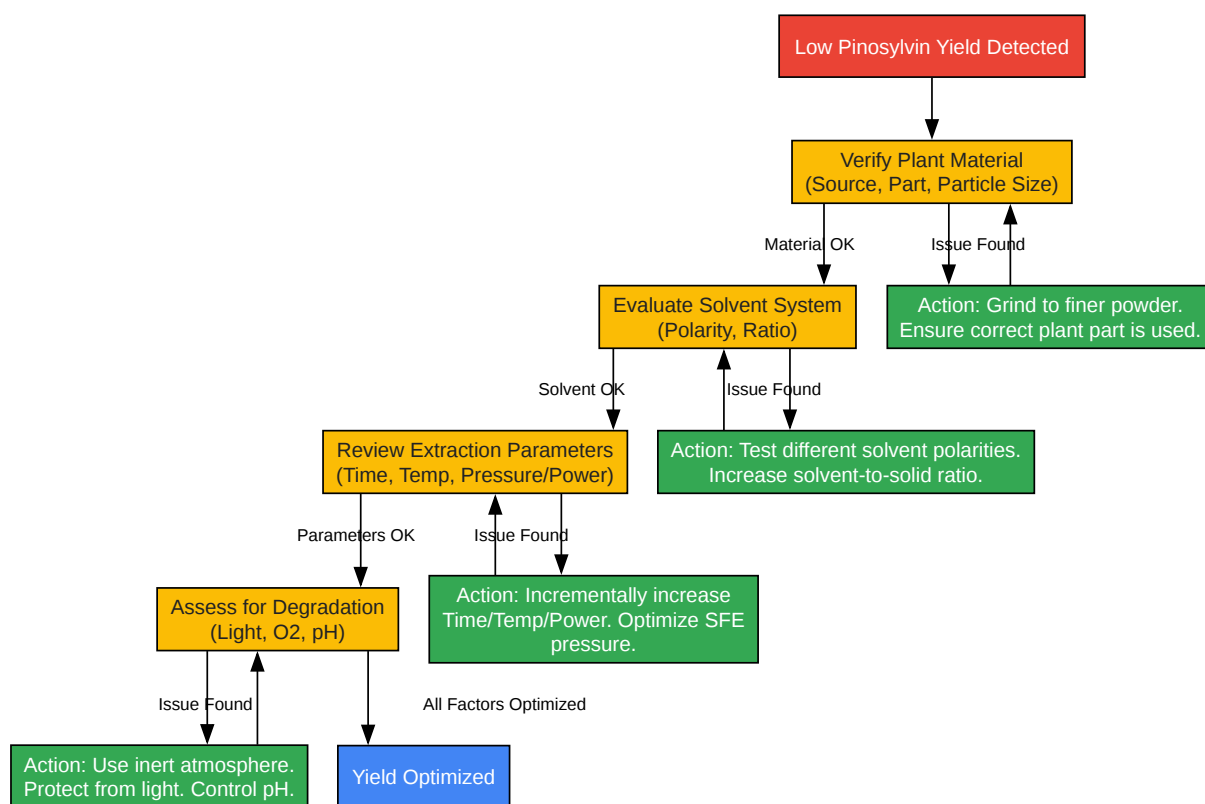 Low Pinosylvin Yield Detected
Verify Plant Material
(Source, Part, Particle Size)
Material OK
Issue Found
Evaluate Solvent System
(Polarity, Ratio)
Action: Grind to finer powder.
Ensure correct plant part is used.
Solvent OK
Issue Found
Review Extraction Parameters
(Time, Temp, Pressure/Power)
Action: Test different solvent polarities.
Increase solvent-to-solid ratio.
Parameters OK
Issue Found
Assess for Degradation
(Light, O2, pH)
Action: Incrementally increase
Time/Temp/Power. Optimize SFE
pressure.
Issue Found
All Factors Optimized
Action: Use inert atmosphere.
Protect from light. Control pH.
Yield Optimized